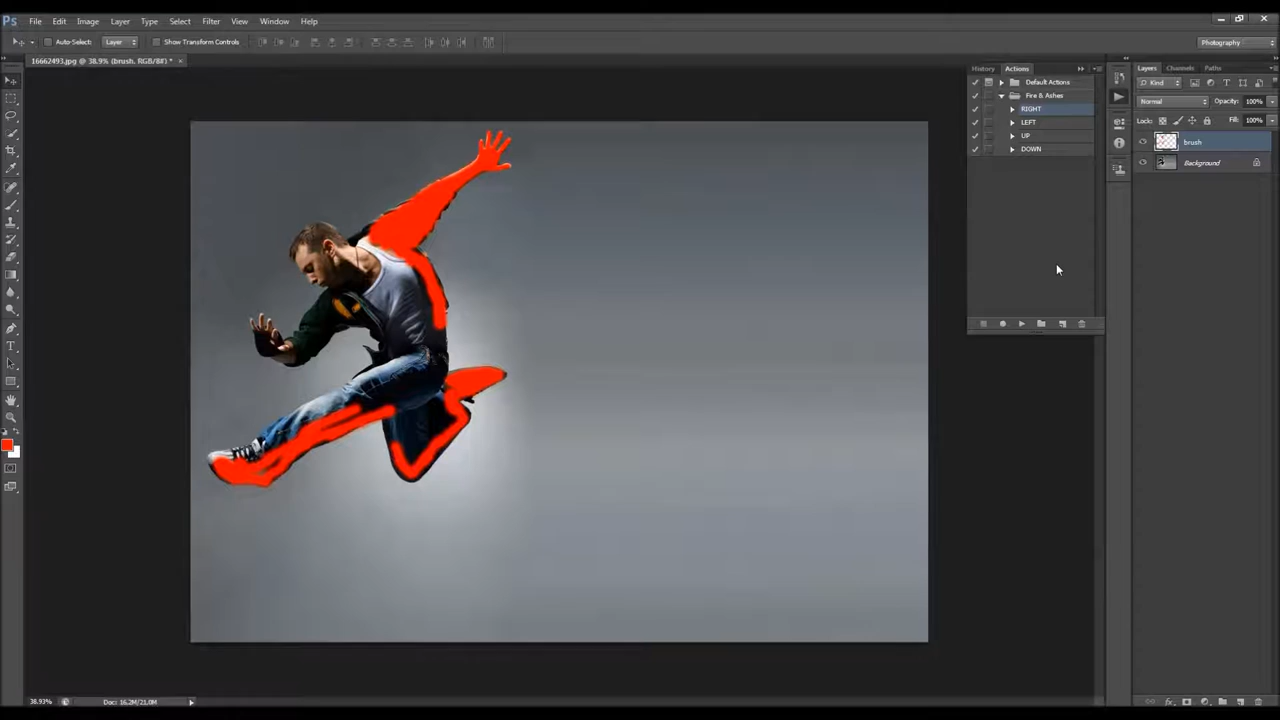 Ps File Edit Image Layer Type Select Filter View Window Help
Auto-Select: Layer Show Transform Controls Photography
16662493.jpg @ 38.9% (brush, RGB/8#) * ×
History Actions
Default Actions
Fire & Ashes
RIGHT
LEFT
UP
DOWN
Layers Channels Paths
Kind
Normal Opacity: 100%
Lock: Fill: 100%
brush
Background
38.93% Doc: 16.2M/21.0M